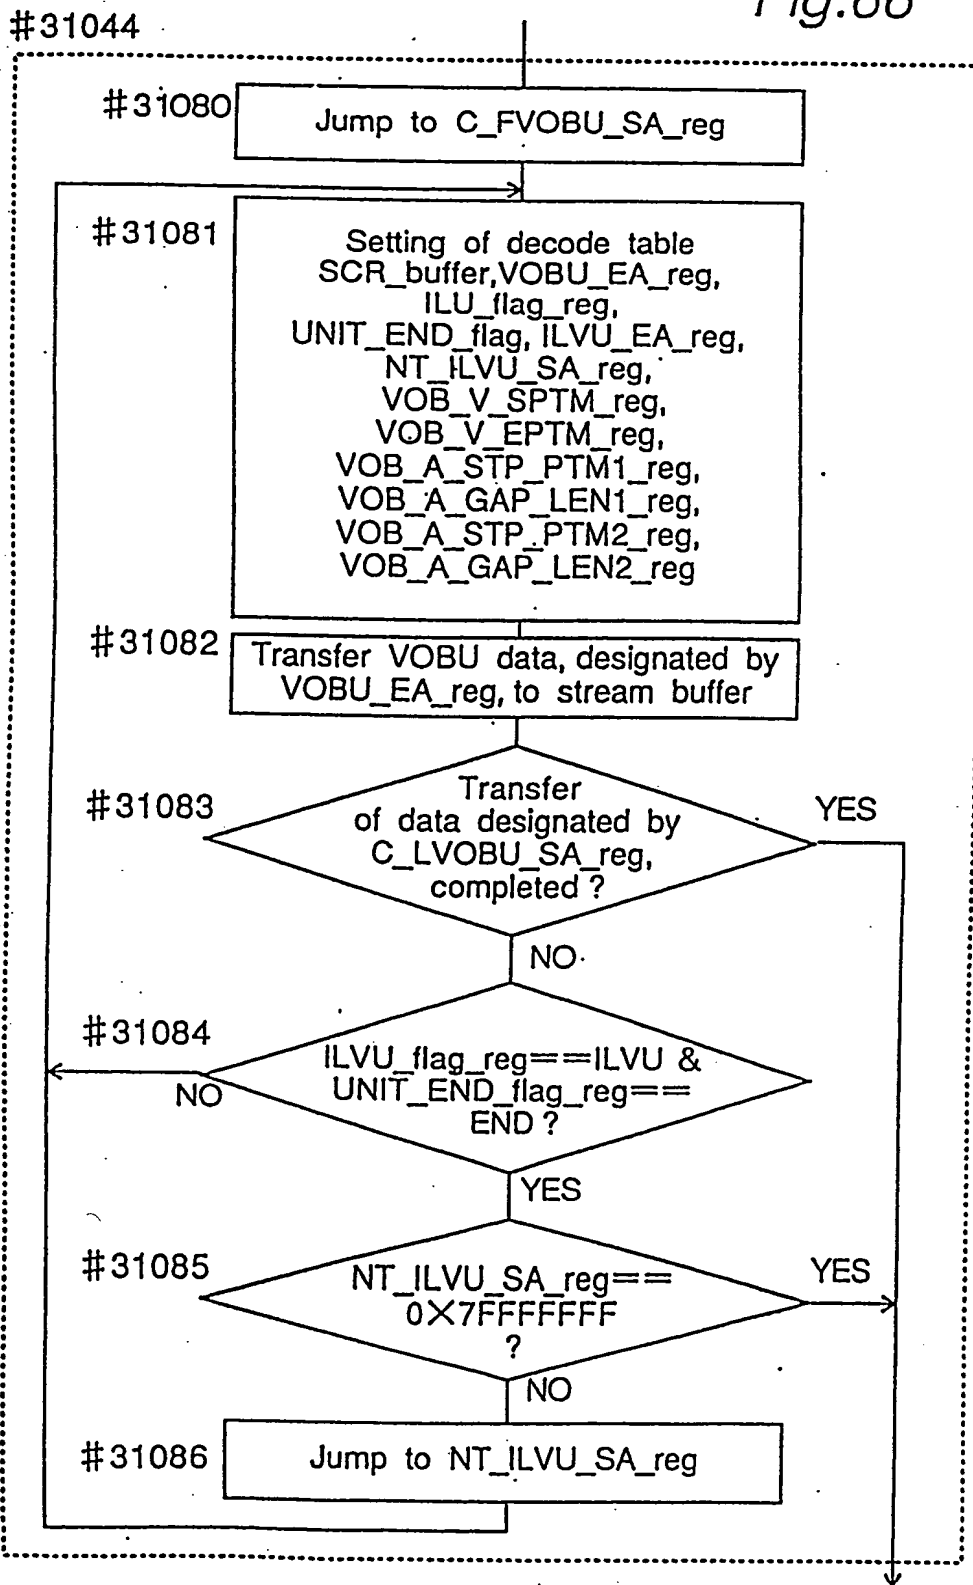 Fig.68
#31044
#31080
Jump to C_FVOBU_SA_reg
#31081
Setting of decode table
SCR_buffer,VOBU_EA_reg,
ILU_flag_reg,
UNIT_END_flag, ILVU_EA_reg,
NT_ILVU_SA_reg,
VOB_V_SPTM_reg,
VOB_V_EPTM_reg,
VOB_A_STP_PTM1_reg,
VOB_A_GAP_LEN1_reg,
VOB_A_STP_PTM2_reg,
VOB_A_GAP_LEN2_reg
#31082
Transfer VOBU data, designated by
VOBU_EA_reg, to stream buffer
#31083
Transfer
of data designated by
C_LVOBU_SA_reg,
completed ?
YES
NO
#31084
ILVU_flag_reg==ILVU &
UNIT_END_flag_reg==
END ?
NO
YES
#31085
NT_ILVU_SA_reg==
0X7FFFFFFF
?
YES
NO
#31086
Jump to NT_ILVU_SA_reg